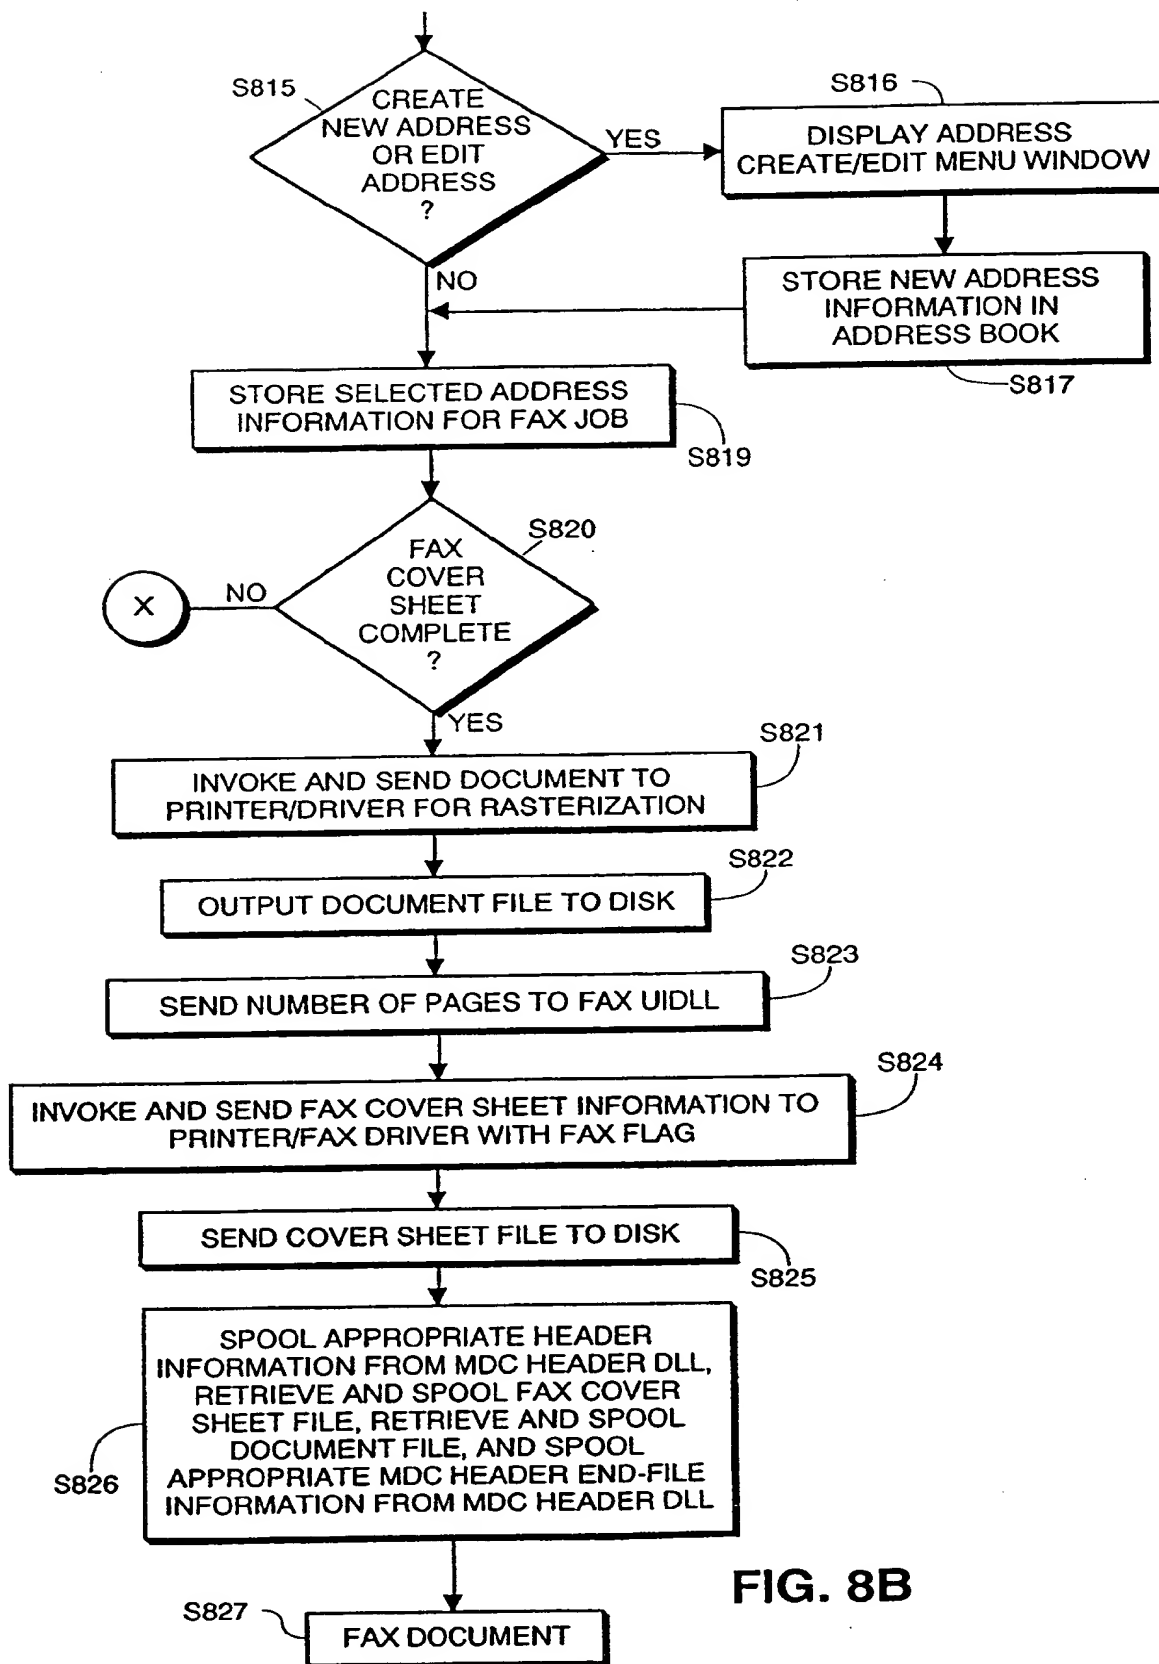 S815
CREATE
NEW ADDRESS
OR EDIT
ADDRESS
?
YES
S816
DISPLAY ADDRESS
CREATE/EDIT MENU WINDOW
NO
STORE NEW ADDRESS
INFORMATION IN
ADDRESS BOOK
S817
STORE SELECTED ADDRESS
INFORMATION FOR FAX JOB
S819
S820
FAX
COVER
SHEET
COMPLETE
?
NO
X
YES
S821
INVOKE AND SEND DOCUMENT TO
PRINTER/DRIVER FOR RASTERIZATION
S822
OUTPUT DOCUMENT FILE TO DISK
S823
SEND NUMBER OF PAGES TO FAX UIDLL
S824
INVOKE AND SEND FAX COVER SHEET INFORMATION TO
PRINTER/FAX DRIVER WITH FAX FLAG
SEND COVER SHEET FILE TO DISK
S825
SPOOL APPROPRIATE HEADER
INFORMATION FROM MDC HEADER DLL,
RETRIEVE AND SPOOL FAX COVER
SHEET FILE, RETRIEVE AND SPOOL
DOCUMENT FILE, AND SPOOL
APPROPRIATE MDC HEADER END-FILE
INFORMATION FROM MDC HEADER DLL
S826
S827
FAX DOCUMENT
FIG. 8B